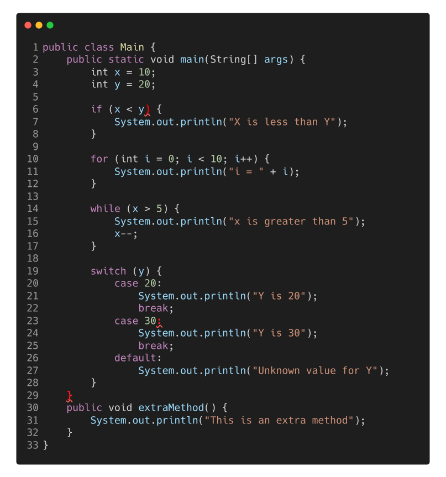 1 public class Main {
2     public static void main(String[] args) {
3         int x = 10;
4         int y = 20;
5
6         if (x < y) {
7             System.out.println("X is less than Y");
8         }
9
10         for (int i = 0; i < 10; i++) {
11             System.out.println("i = " + i);
12         }
13
14         while (x > 5) {
15             System.out.println("x is greater than 5");
16             x--;
17         }
18
19         switch (y) {
20             case 20:
21                 System.out.println("Y is 20");
22                 break;
23             case 30:
24                 System.out.println("Y is 30");
25                 break;
26             default:
27                 System.out.println("Unknown value for Y");
28         }
29     }
30     public void extraMethod() {
31         System.out.println("This is an extra method");
32     }
33 }